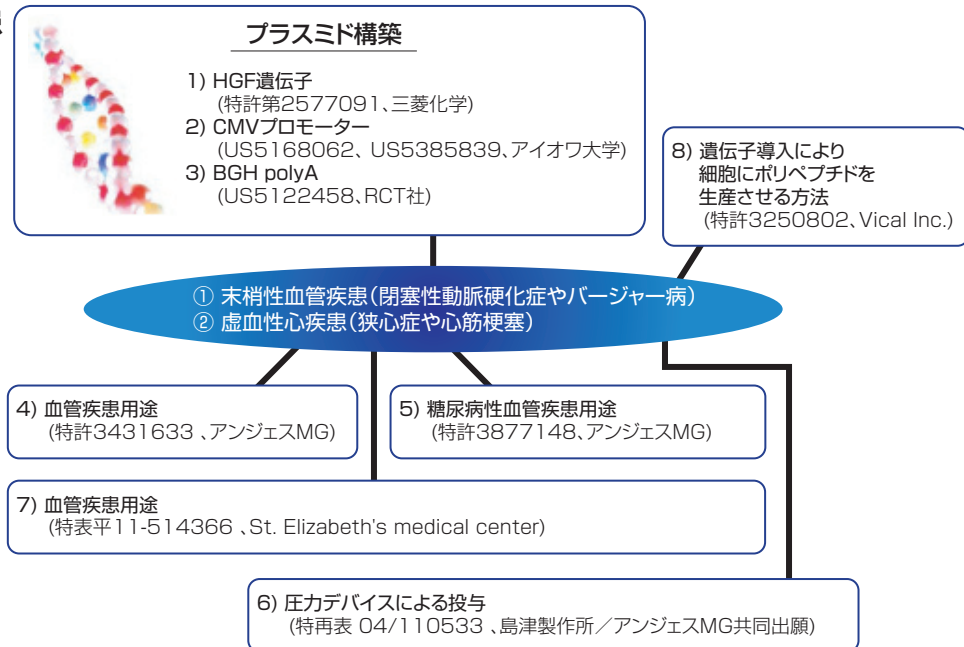 プラスミド構築
1) HGF遺伝子
(特許第2577091、三菱化学)
2) CMVプロモーター
(US5168062、US5385839、アイオワ大学)
3) BGH polyA
(US5122458、RCT社)
8) 遺伝子導入により
細胞にポリペプチドを
生産させる方法
(特許3250802、Vical Inc.)
① 末梢性血管疾患(閉塞性動脈硬化症やバージャー病)
② 虚血性心疾患(狭心症や心筋梗塞)
4) 血管疾患用途
(特許3431633 、アンジェスMG)
5) 糖尿病性血管疾患用途
(特許3877148、アンジェスMG)
7) 血管疾患用途
(特表平11-514366 、St. Elizabeth's medical center)
6) 圧力デバイスによる投与
(特再表 04/110533 、島津製作所／アンジェスMG共同出願)